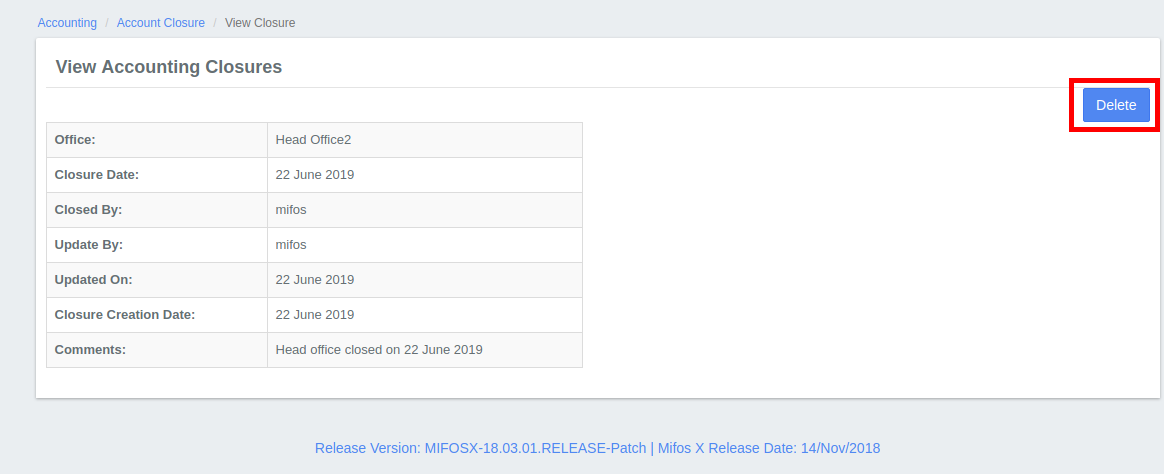 Accounting / Account Closure / View Closure
View Accounting Closures
Delete
Office: Head Office2
Closure Date: 22 June 2019
Closed By: mifos
Update By: mifos
Updated On: 22 June 2019
Closure Creation Date: 22 June 2019
Comments: Head office closed on 22 June 2019
Release Version: MIFOSX-18.03.01.RELEASE-Patch | Mifos X Release Date: 14/Nov/2018